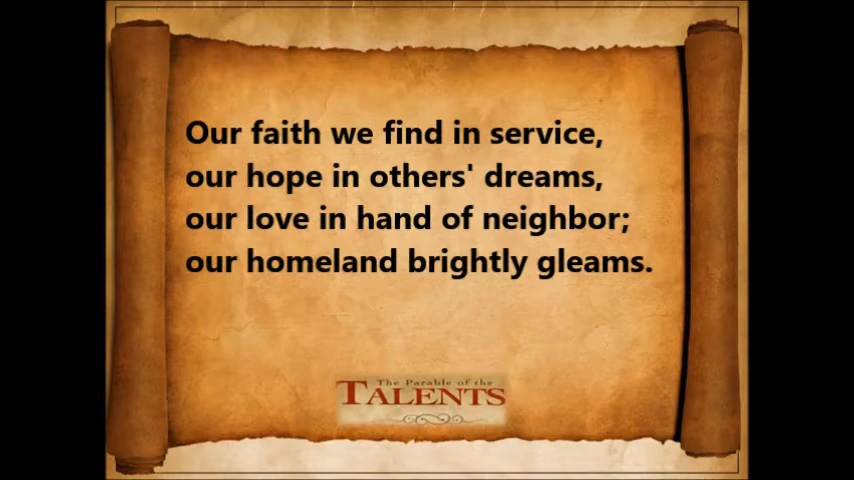 Our faith we find in service,
our hope in others' dreams,
our love in hand of neighbor;
our homeland brightly gleams.
The Parable of the
TALENTS